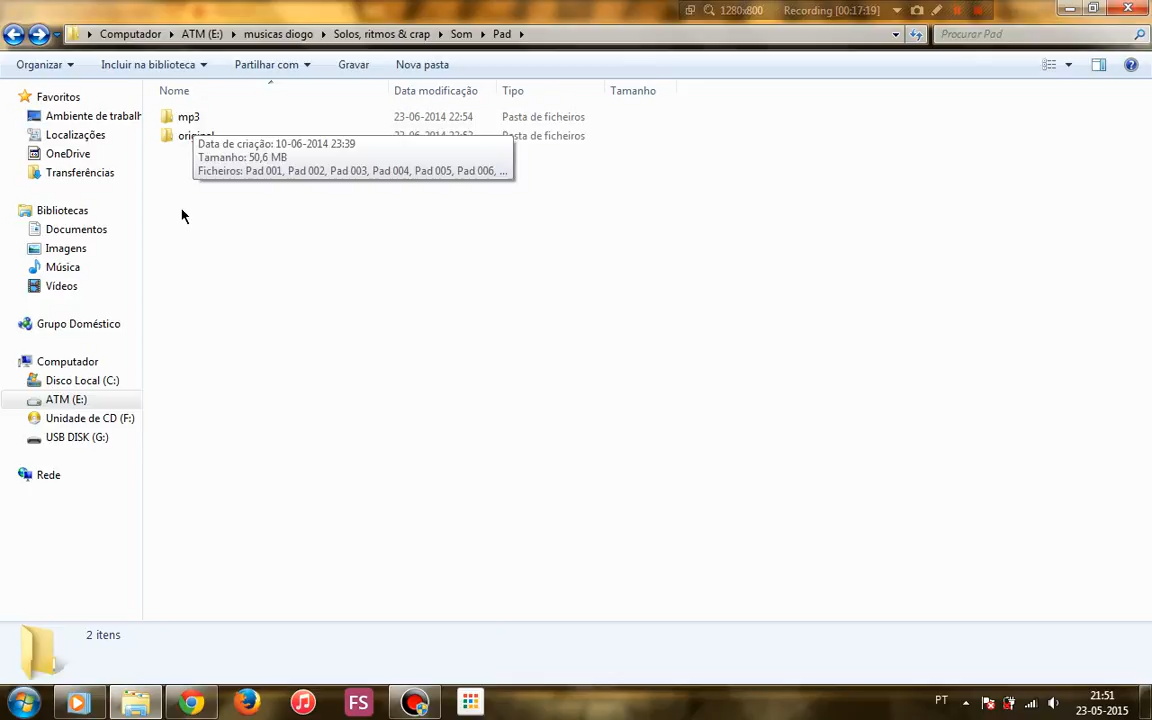 1280x800 Recording [00:17:19]
Computador ATM (E:) musicas diogo Solos, ritmos & crap Som Pad Procurar Pad
Organizar Incluir na biblioteca Partilhar com Gravar Nova pasta
Nome Data modificação Tipo Tamanho
mp3 23-06-2014 22:54 Pasta de ficheiros
original Pasta de ficheiros
Data de criação: 10-06-2014 23:39
Tamanho: 50,6 MB
Ficheiros: Pad 001, Pad 002, Pad 003, Pad 004, Pad 005, Pad 006, ...
Favoritos
Ambiente de trabalh
Localizações
OneDrive
Transferências
Bibliotecas
Documentos
Imagens
Música
Vídeos
Grupo Doméstico
Computador
Disco Local (C:)
ATM (E:)
Unidade de CD (F:)
USB DISK (G:)
Rede
2 itens
FS
PT
21:51
23-05-2015